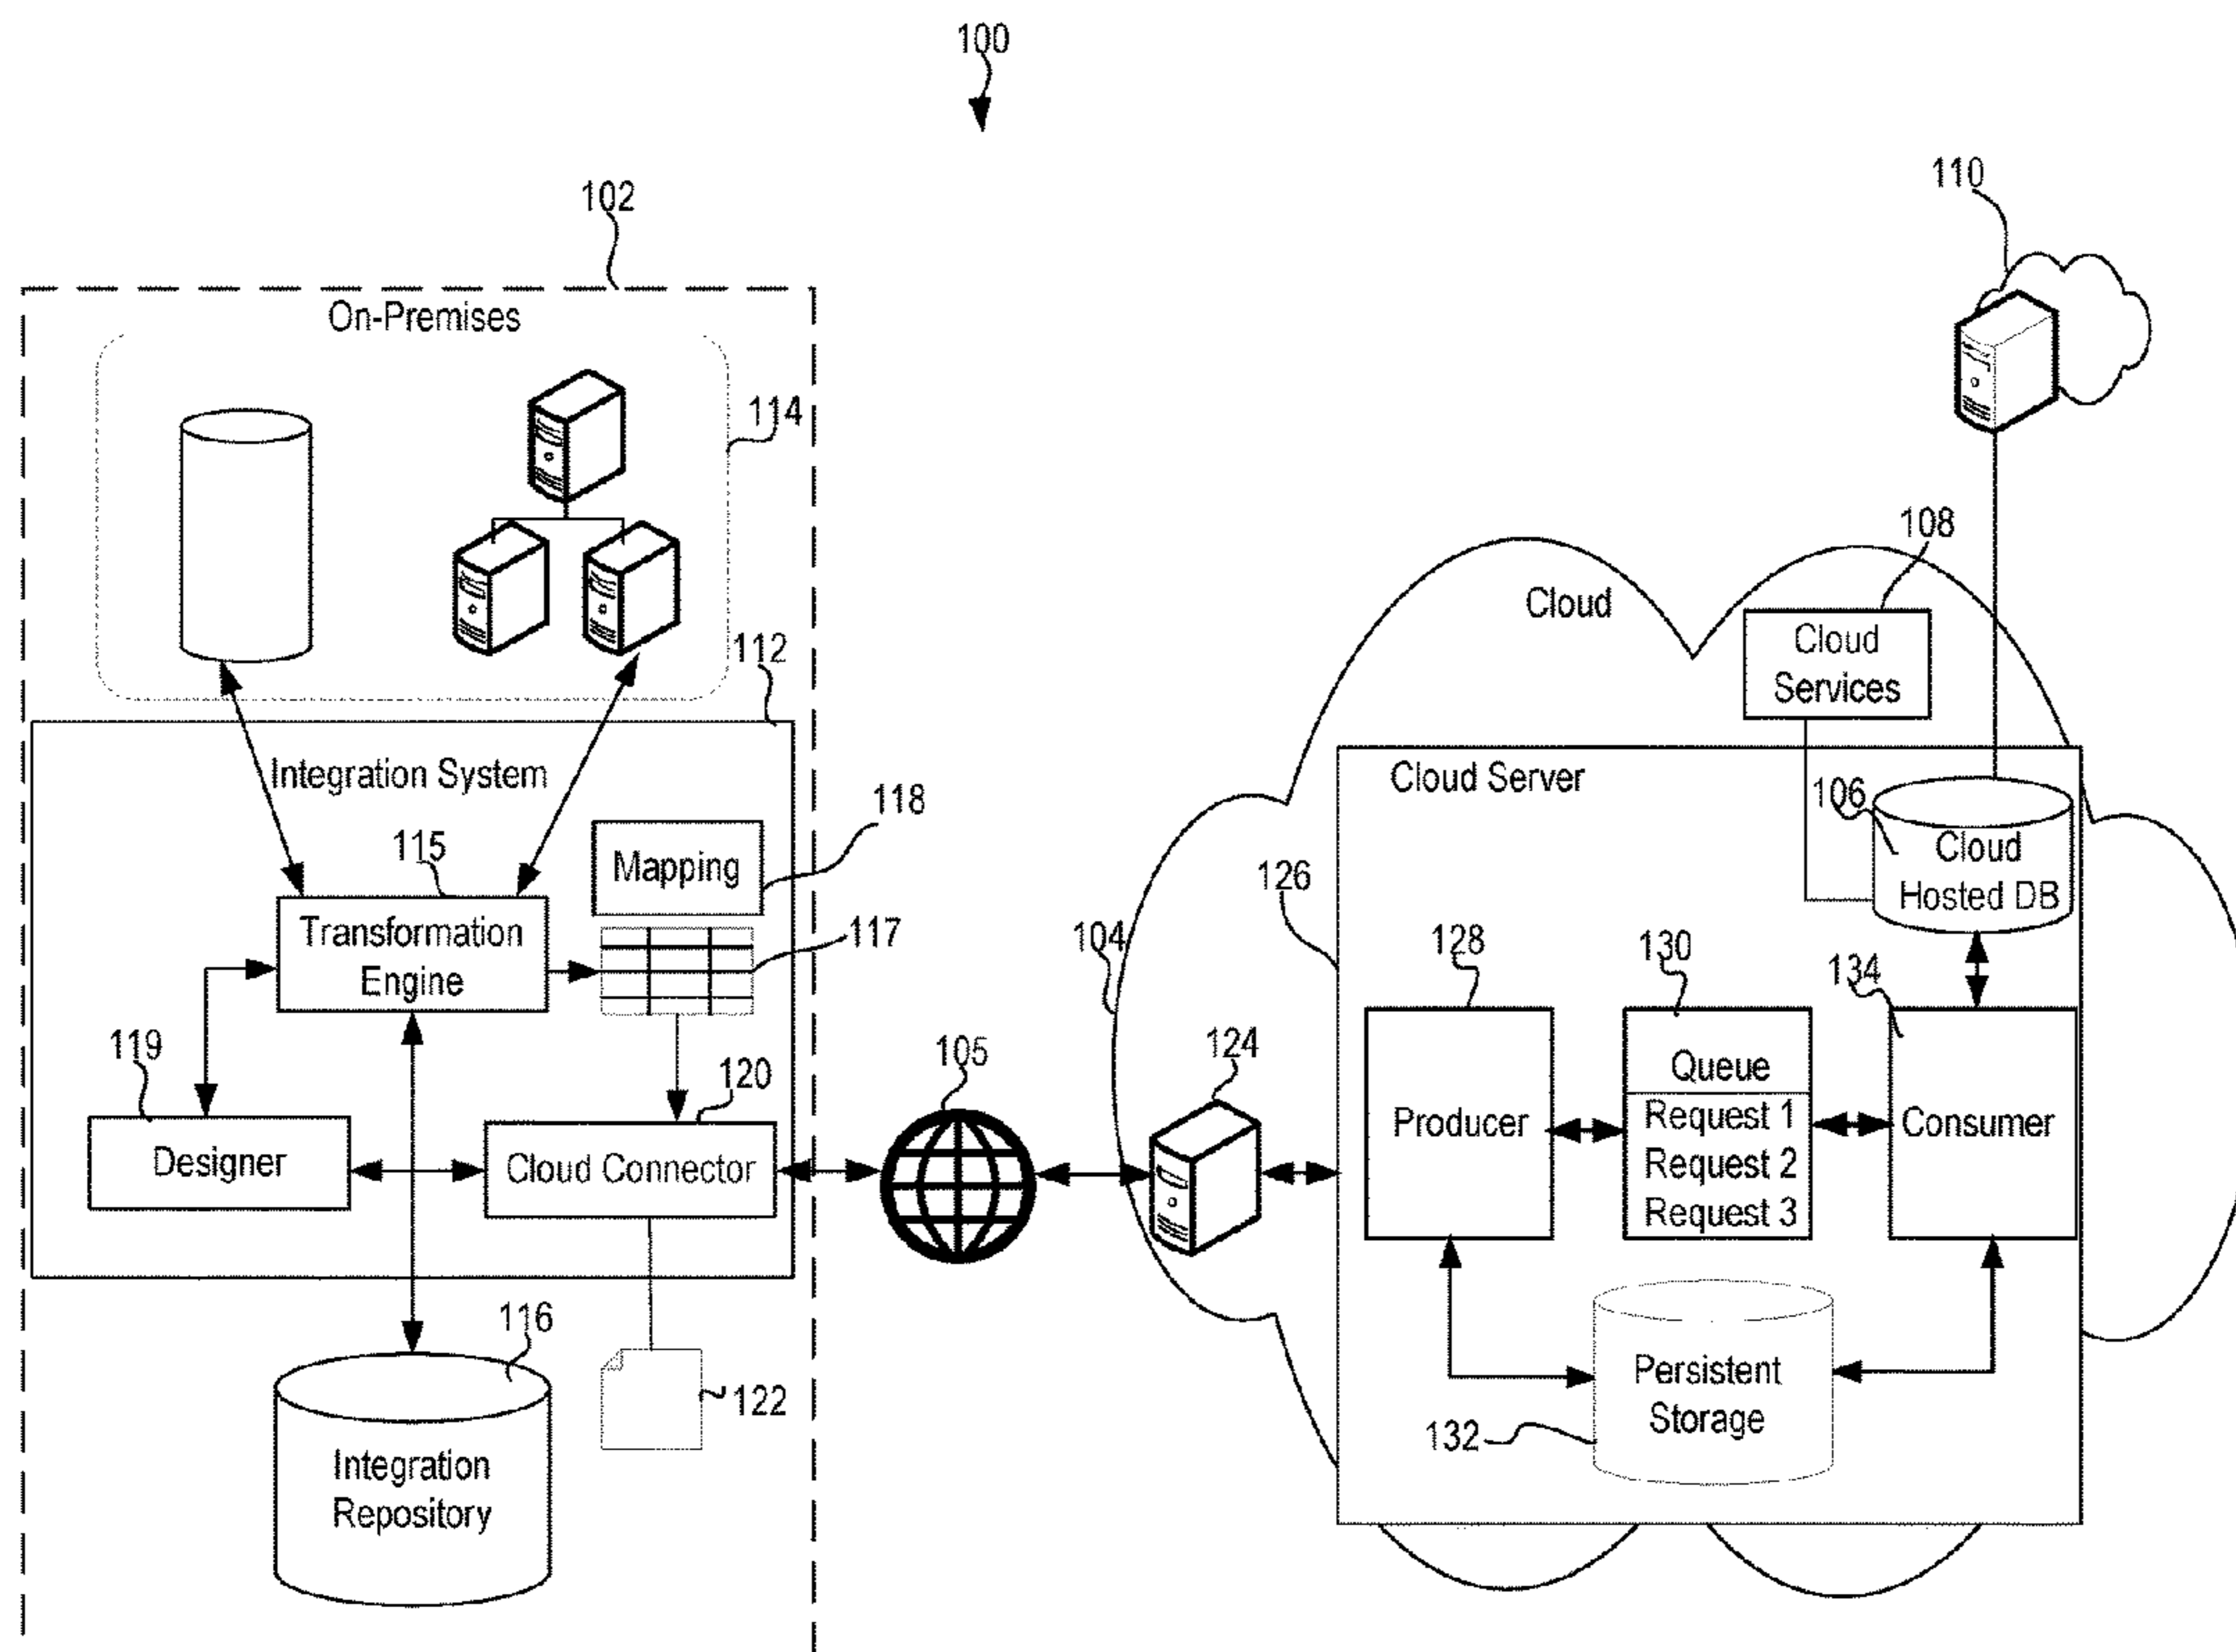 100
102
110
On-Premises
114
108
Cloud
Cloud
Services
112
Integration System
Cloud Server
118
106
115
Mapping
Cloud
Hosted DB
126
Transformation
Engine
117
104
128
130
134
119
120
105
124
Queue
Designer
Cloud Connector
Producer
Request 1
Request 2
Request 3
Consumer
116
122
Persistent
Storage
132
Integration
Repository